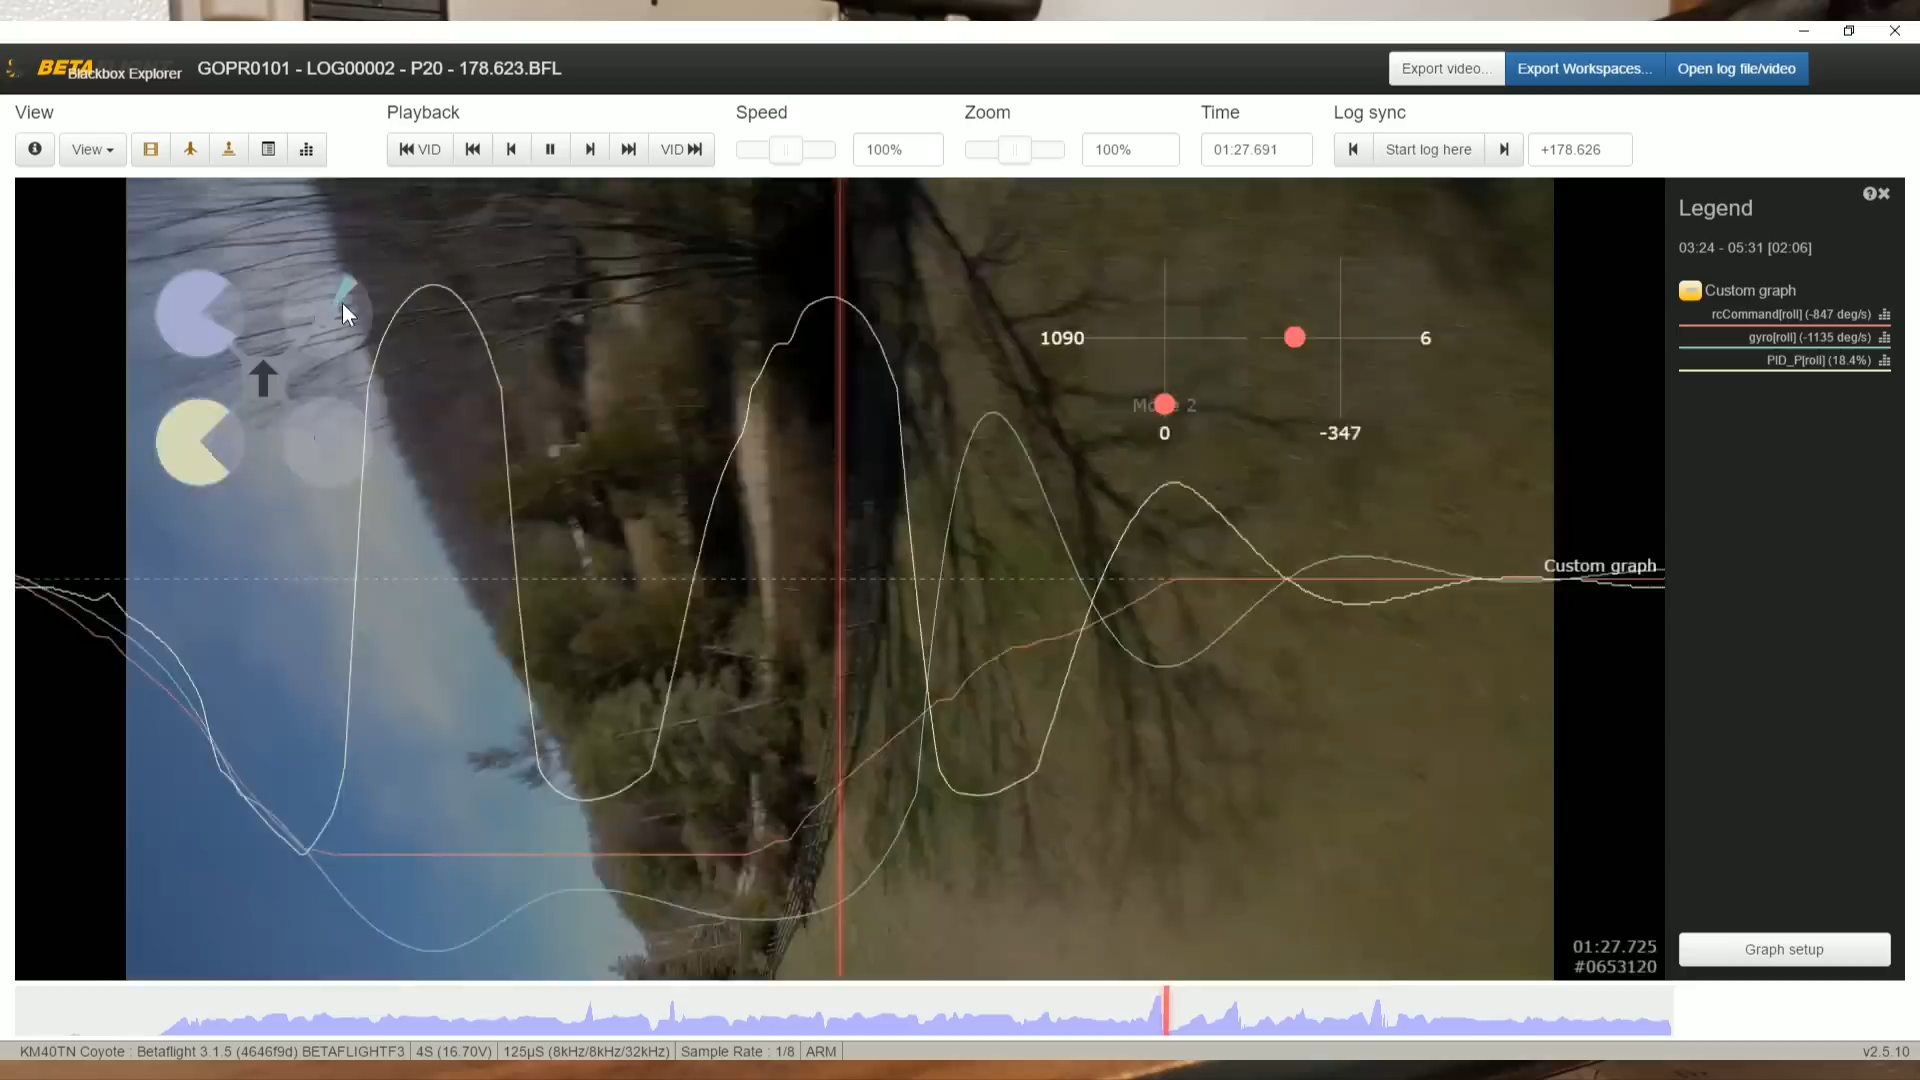 BETAFLIGHT
Blackbox Explorer
GOPR0101 - LOG00002 - P20 - 178.623.BFL
Export video...
Export Workspaces...
Open log file/video
View
Playback
Speed
Zoom
Time
Log sync
View
VID
VID
100%
100%
01:27.691
Start log here
+178.626
Legend
03:24 - 05:31 [02:06]
Custom graph
rcCommand[roll] (-847 deg/s)
gyro[roll] (-1135 deg/s)
PID_P[roll] (18.4%)
1090
6
Mode 2
0
-347
Custom graph
01:27.725
#0653120
Graph setup
KM40TN Coyote : Betaflight 3.1.5 (4646f9d) BETAFLIGHTF3
4S (16.70V)
125µS (8kHz/8kHz/32kHz)
Sample Rate : 1/8
ARM
v2.5.10